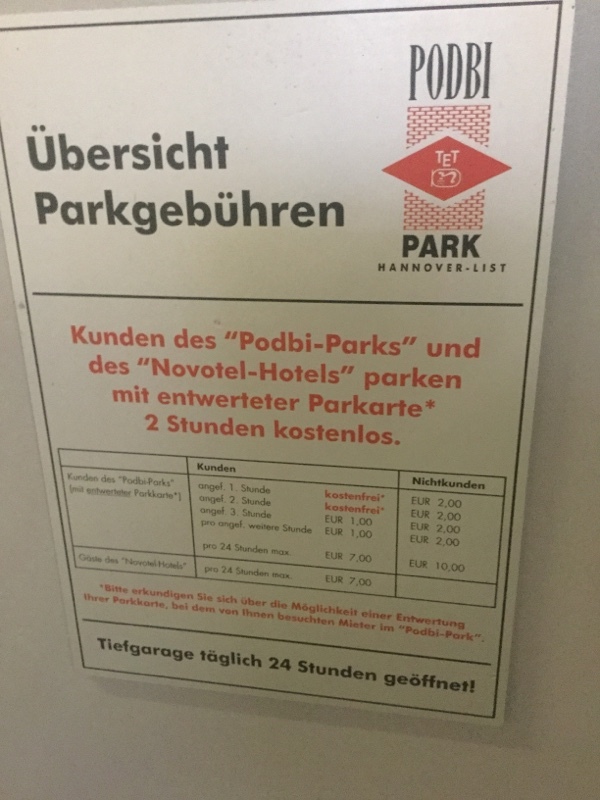 PODBI
TET
PARK
HANNOVER-LIST
Übersicht
Parkgebühren
Kunden des "Podbi-Parks" und
des "Novotel-Hotels" parken
mit entwerteter Parkarte*
2 Stunden kostenlos.
Kunden Nichtkunden
Kunden des "Podbi-Parks"
(mit entwerteter Parkkarte*)
angef. 1. Stunde kostenfrei* EUR 2,00
angef. 2. Stunde kostenfrei* EUR 2,00
angef. 3. Stunde EUR 1,00 EUR 2,00
pro angef. weitere Stunde EUR 1,00 EUR 2,00
pro 24 Stunden max. EUR 7,00 EUR 10,00
Gäste des "Novotel-Hotels" pro 24 Stunden max. EUR 7,00
*Bitte erkundigen Sie sich über die Möglichkeit einer Entwertung
Ihrer Parkkarte, bei dem von Ihnen besuchten Mieter im "Podbi-Park".
Tiefgarage täglich 24 Stunden geöffnet!